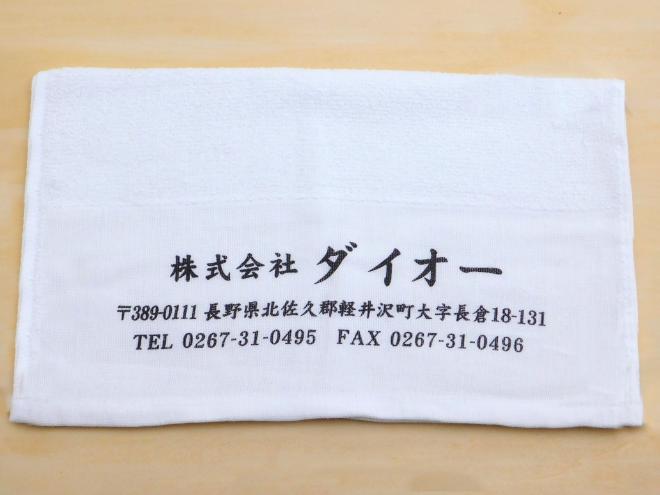 株式会社 ダイオー
〒389-0111 長野県北佐久郡軽井沢町大字長倉18-131
TEL 0267-31-0495 FAX 0267-31-0496